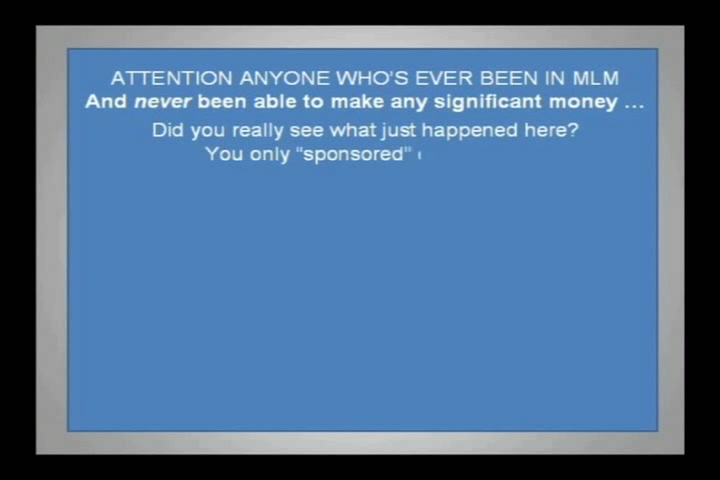 ATTENTION ANYONE WHO'S EVER BEEN IN MLM
And never been able to make any significant money ...
Did you really see what just happened here?
You only "sponsored"